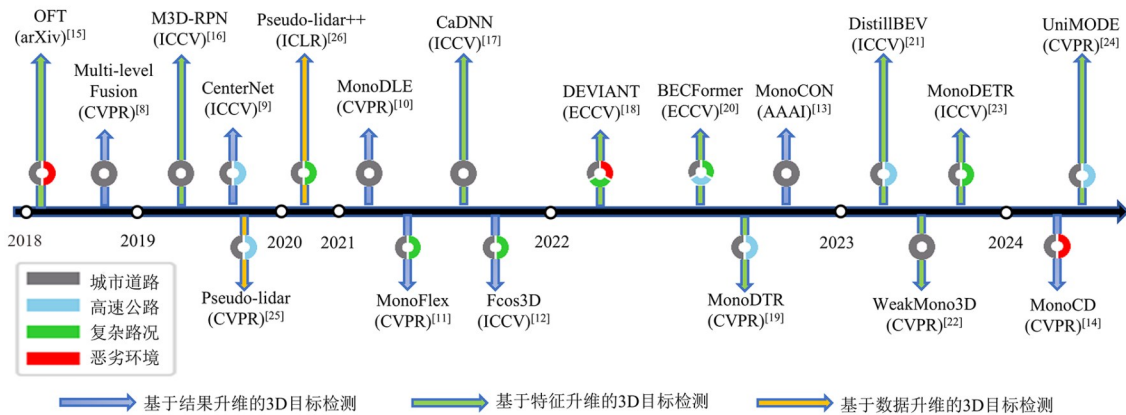 OFT
(arXiv)[15]
M3D-RPN
(ICCV)[16]
Pseudo-lidar++
(ICLR)[26]
CaDNN
(ICCV)[17]
DistillBEV
(ICCV)[21]
UniMODE
(CVPR)[24]
Multi-level
Fusion
(CVPR)[8]
CenterNet
(ICCV)[9]
MonoDLE
(CVPR)[10]
DEVIANT
(ECCV)[18]
BECFormer
(ECCV)[20]
MonoCON
(AAAI)[13]
MonoDETR
(ICCV)[23]
2018
2019
2020
2021
2022
2023
2024
Pseudo-lidar
(CVPR)[25]
MonoFlex
(CVPR)[11]
Fcos3D
(ICCV)[12]
MonoDTR
(CVPR)[19]
WeakMono3D
(CVPR)[22]
MonoCD
(CVPR)[14]
城市道路
高速公路
复杂路况
恶劣环境
基于结果升维的3D目标检测
基于特征升维的3D目标检测
基于数据升维的3D目标检测